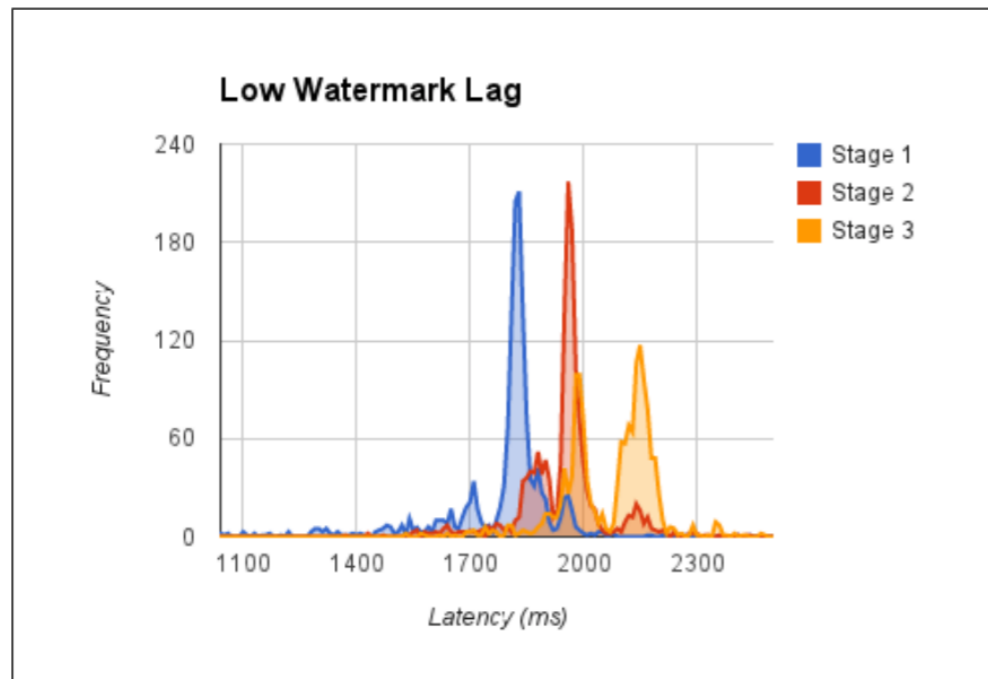 Low Watermark Lag
240
180
120
60
0
Frequency
1100 1400 1700 2000 2300
Latency (ms)
Stage 1
Stage 2
Stage 3